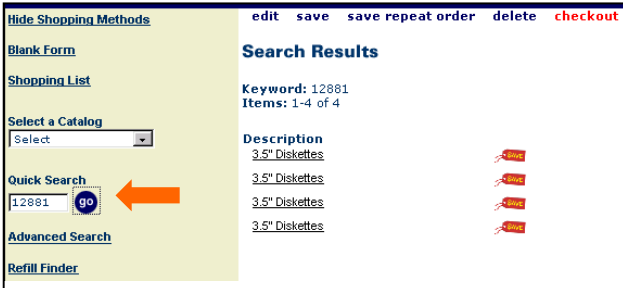 Hide Shopping Methods
Blank Form
Shopping List
Select a Catalog
Select
Quick Search
12881 go
Advanced Search
Refill Finder
edit save save repeat order delete checkout
Search Results
Keyword: 12881
Items: 1-4 of 4
Description
3.5" Diskettes SAVE
3.5" Diskettes SAVE
3.5" Diskettes SAVE
3.5" Diskettes SAVE